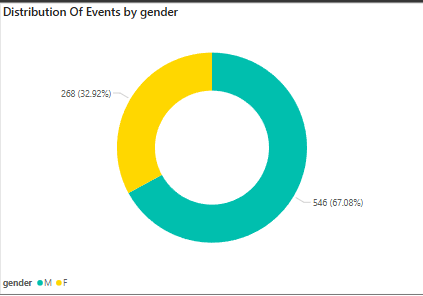 Distribution Of Events by gender
268 (32.92%)
546 (67.08%)
gender M F